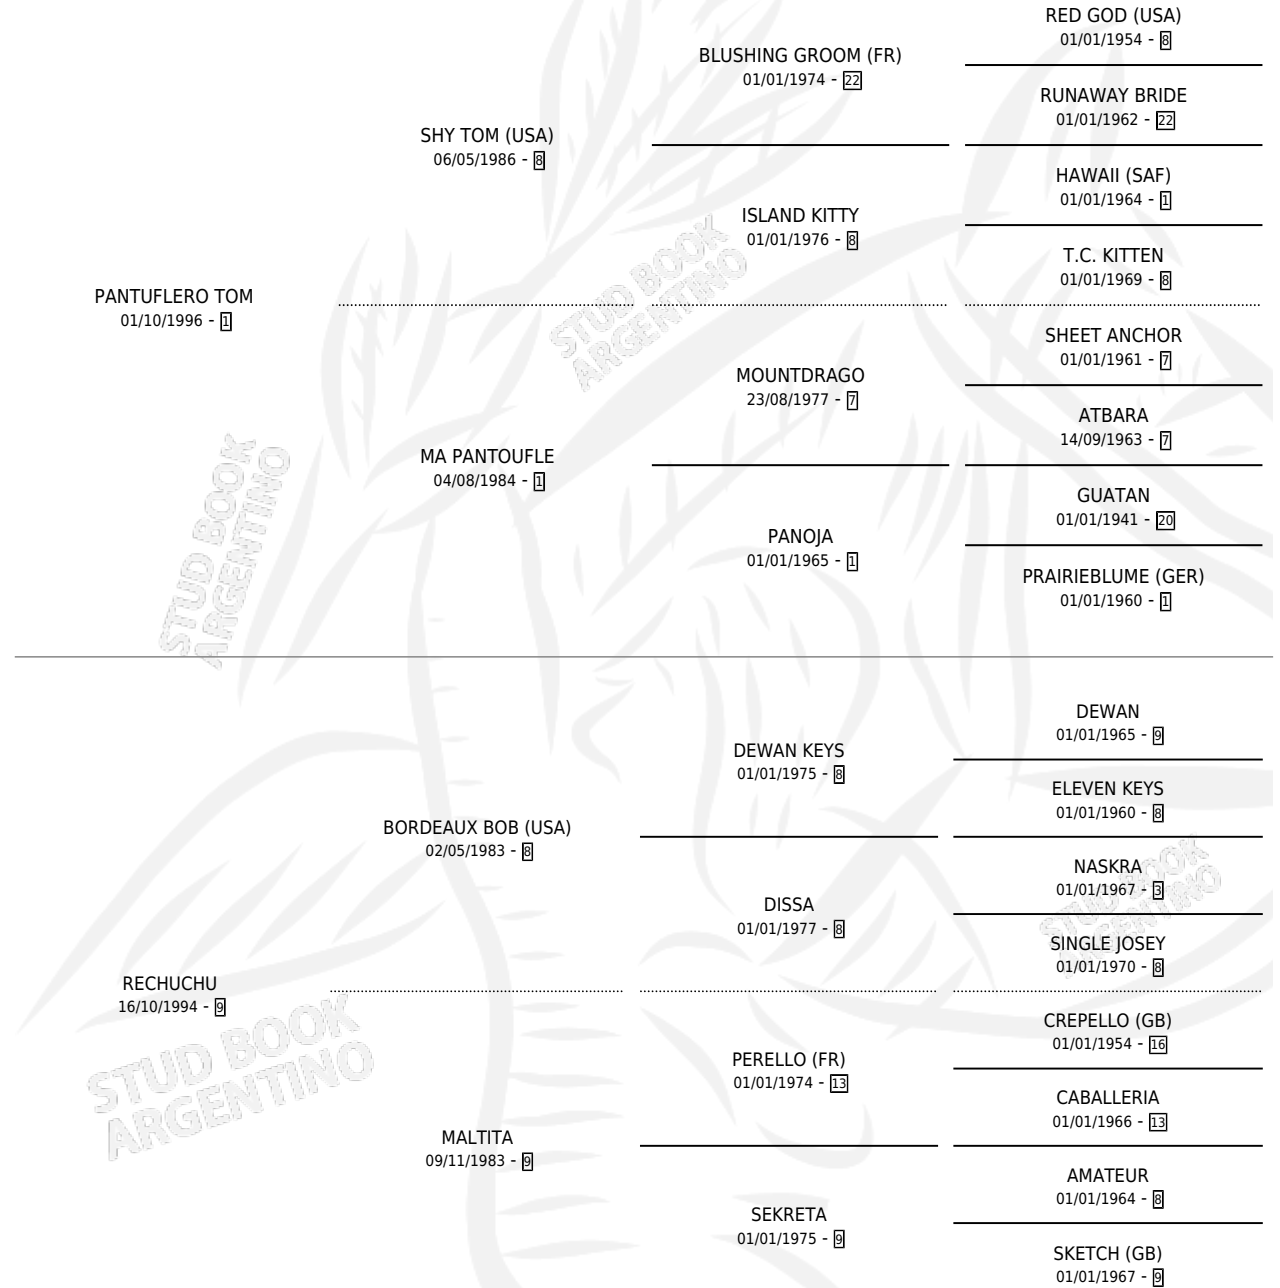 RED GOD (USA)
01/01/1954 - 8
BLUSHING GROOM (FR)
01/01/1974 - 22
RUNAWAY BRIDE
01/01/1962 - 22
SHY TOM (USA)
06/05/1986 - 8
HAWAII (SAF)
01/01/1964 - 1
ISLAND KITTY
01/01/1976 - 8
T.C. KITTEN
01/01/1969 - 8
PANTUFLERO TOM
01/10/1996 - 1
SHEET ANCHOR
01/01/1961 - 7
MOUNTDRAGO
23/08/1977 - 7
ATBARA
14/09/1963 - 7
MA PANTOUFLE
04/08/1984 - 1
GUATAN
01/01/1941 - 20
PANOJA
01/01/1965 - 1
PRAIRIEBLUME (GER)
01/01/1960 - 1
DEWAN
01/01/1965 - 9
DEWAN KEYS
01/01/1975 - 8
ELEVEN KEYS
01/01/1960 - 8
BORDEAUX BOB (USA)
02/05/1983 - 8
NASKRA
01/01/1967 - 3
DISSA
01/01/1977 - 8
SINGLE JOSEY
01/01/1970 - 8
RECHUCHU
16/10/1994 - 9
CREPELLO (GB)
01/01/1954 - 16
PERELLO (FR)
01/01/1974 - 13
CABALLERIA
01/01/1966 - 13
MALTITA
09/11/1983 - 9
AMATEUR
01/01/1964 - 8
SEKRETA
01/01/1975 - 9
SKETCH (GB)
01/01/1967 - 9
STUD BOOK
ARGENTINO
STUD BOOK
ARGENTINO
STUD BOOK
ARGENTINO
STUD BOOK
ARGENTINO